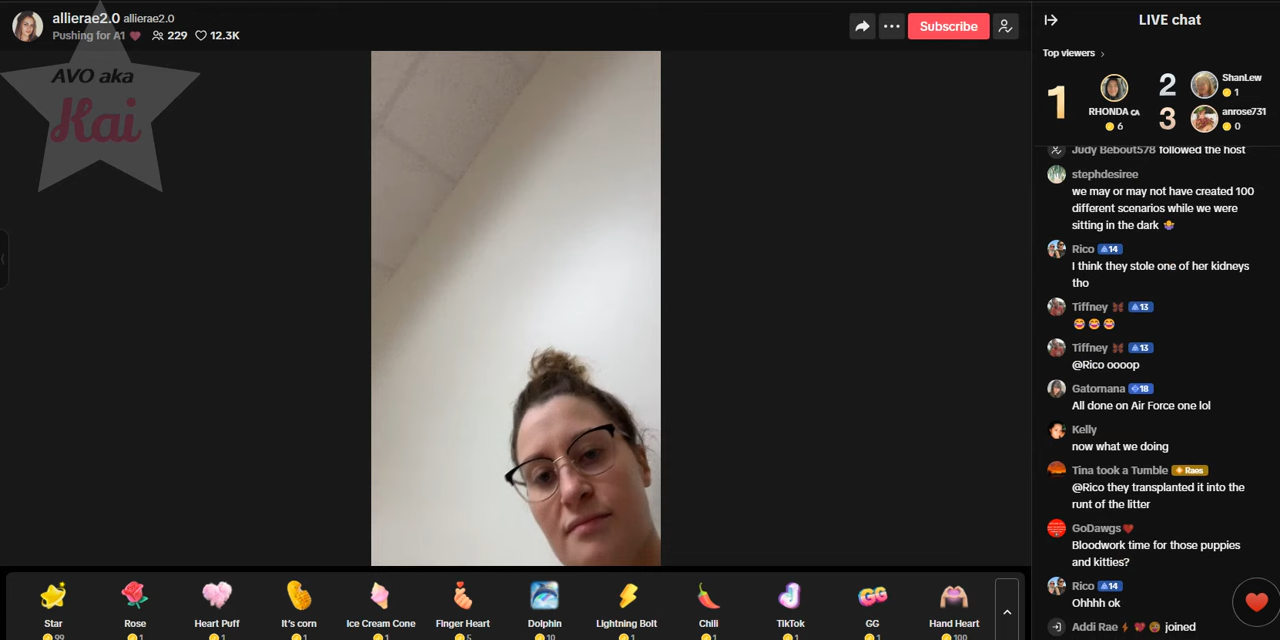 allierae2.0 allierae2.0
Pushing for A1 229 12.3K
Subscribe
AVO aka
Kai
LIVE chat
Top viewers
1
RHONDA CA
6
2
ShanLew
1
3
anrose731
0
Judy Bebout578 followed the host
stephdesiree
we may or may not have created 100
different scenarios while we were
sitting in the dark
Rico 14
I think they stole one of her kidneys
tho
Tiffney 13
Tiffney 13
@Rico oooop
Gatornana 18
All done on Air Force one lol
Kelly
now what we doing
Tina took a Tumble Raes
@Rico they transplanted it into the
runt of the litter
GoDawgs
Bloodwork time for those puppies
and kitties?
Rico 14
Ohhhh ok
Addi Rae joined
Star Rose Heart Puff It's corn Ice Cream Cone Finger Heart Dolphin Lightning Bolt Chili TikTok GG Hand Heart
99 1 1 1 1 5 10 1 1 1 1 100